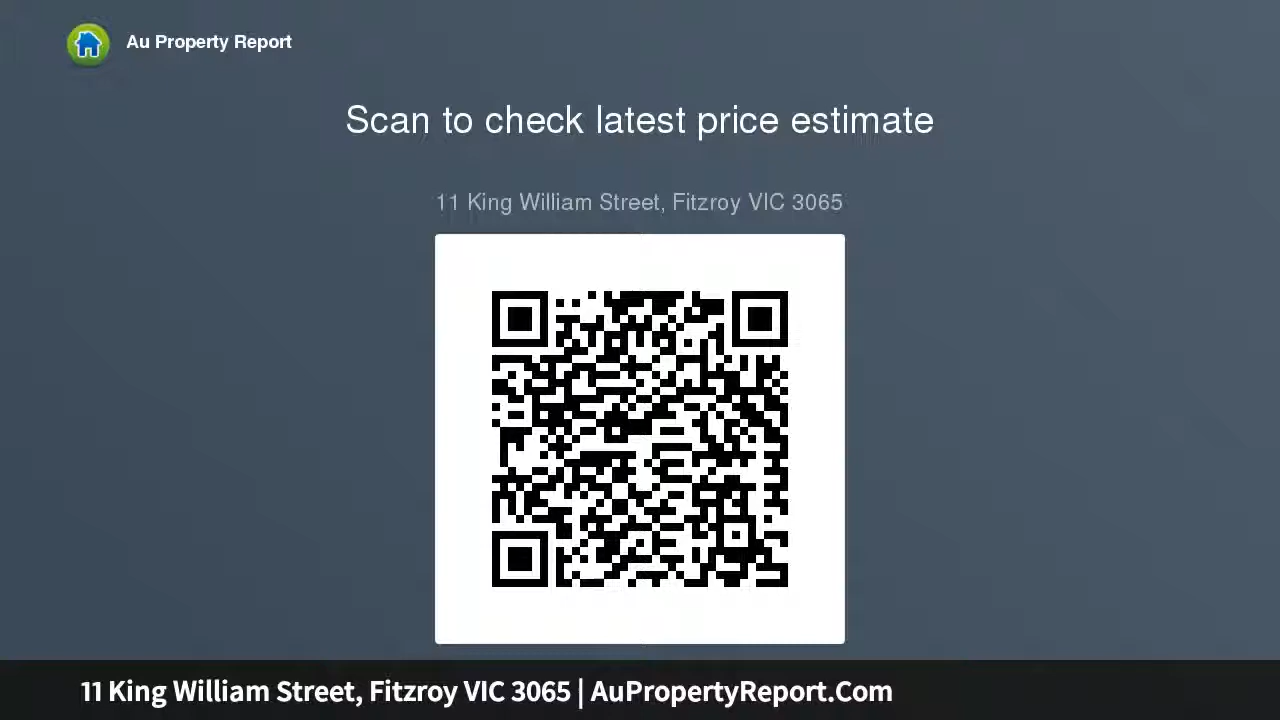 Au Property Report
Scan to check latest price estimate
11 King William Street, Fitzroy VIC 3065
11 King William Street, Fitzroy VIC 3065 | AuPropertyReport.Com